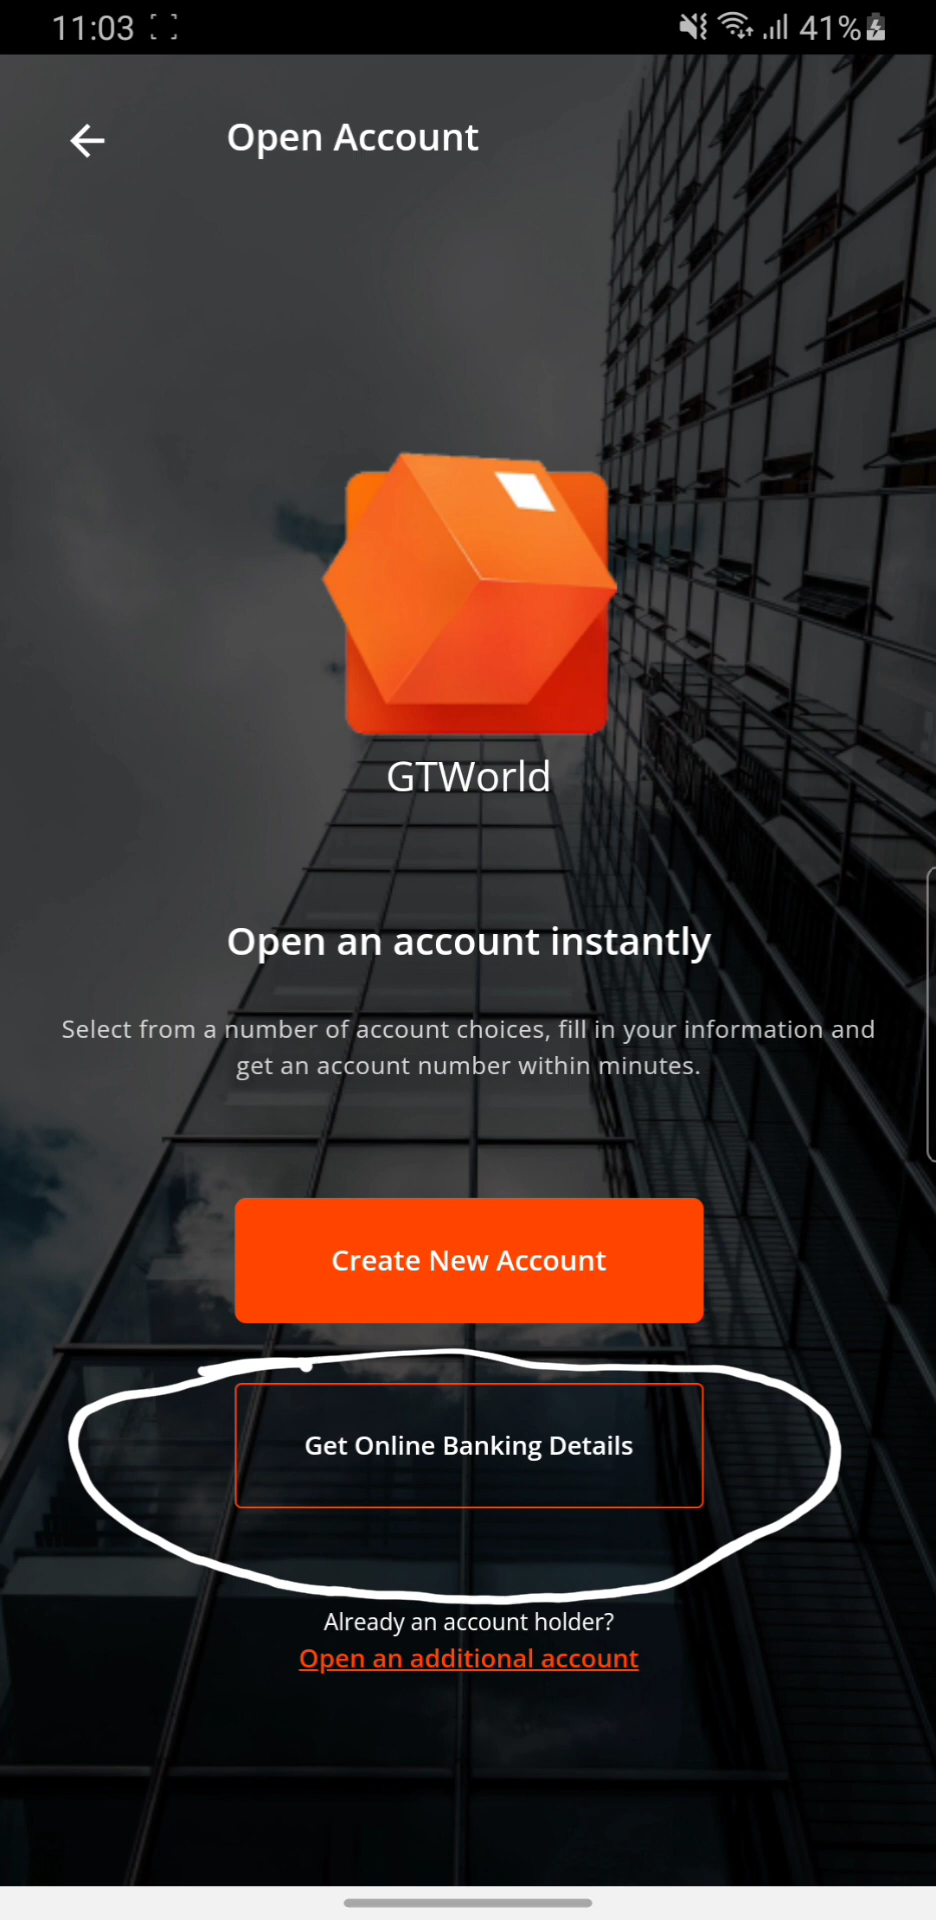 11:03
41%
Open Account
GTWorld
Open an account instantly
Select from a number of account choices, fill in your information and
get an account number within minutes.
Create New Account
Get Online Banking Details
Already an account holder?
Open an additional account